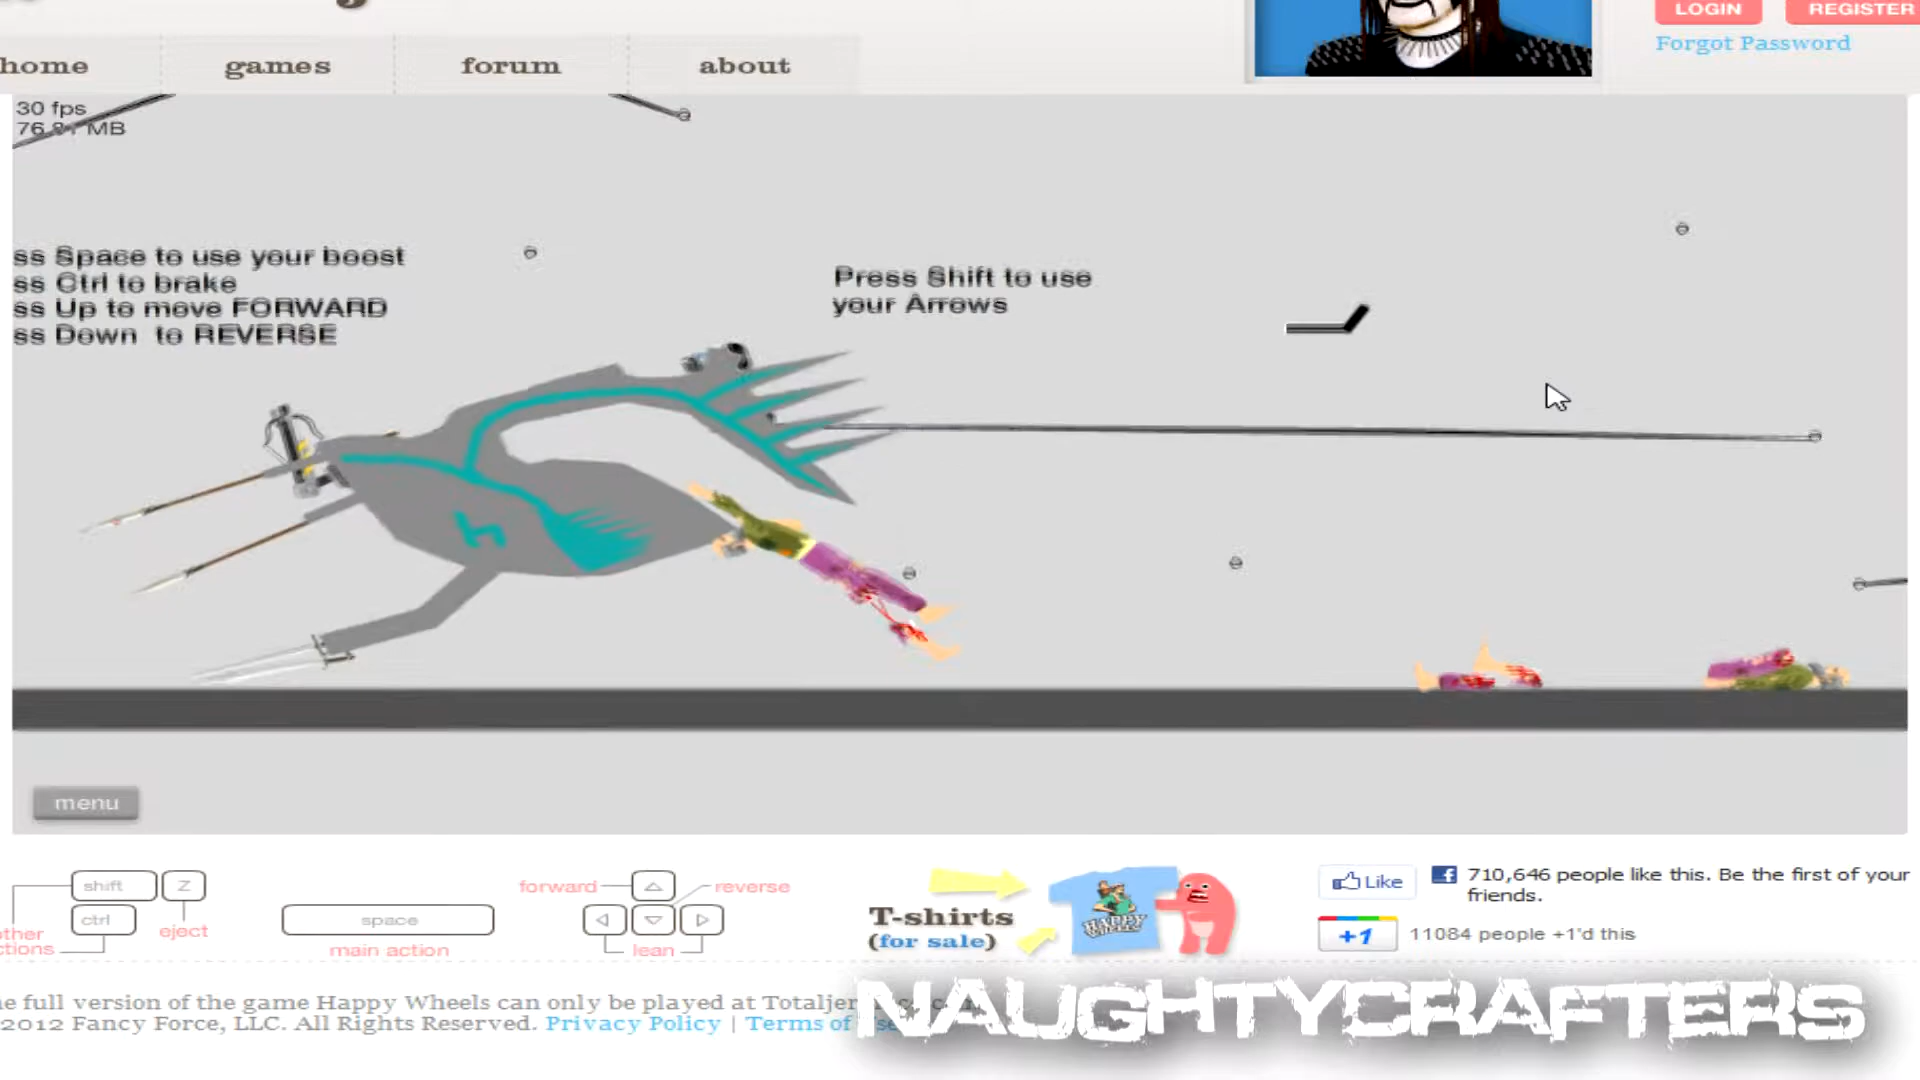 LOGIN
REGISTER
Forgot Password
home
games
forum
about
30 fps
MB
ss Space to use your boost
ss Ctrl to brake
ss Up to move FORWARD
ss Down to REVERSE
Press Shift to use
your Arrows
menu
shift
Z
ctrl
eject
space
main action
forward
reverse
lean
T-shirts
(for sale)
HAPPY
Like
f
710,646 people like this. Be the first of your
friends.
+1
11084 people +1'd this
full version of the game Happy Wheels can only be played at
2012 Fancy Force, LLC. All Rights Reserved. Privacy Policy | Terms of
NAUGHTYCRAFTERS